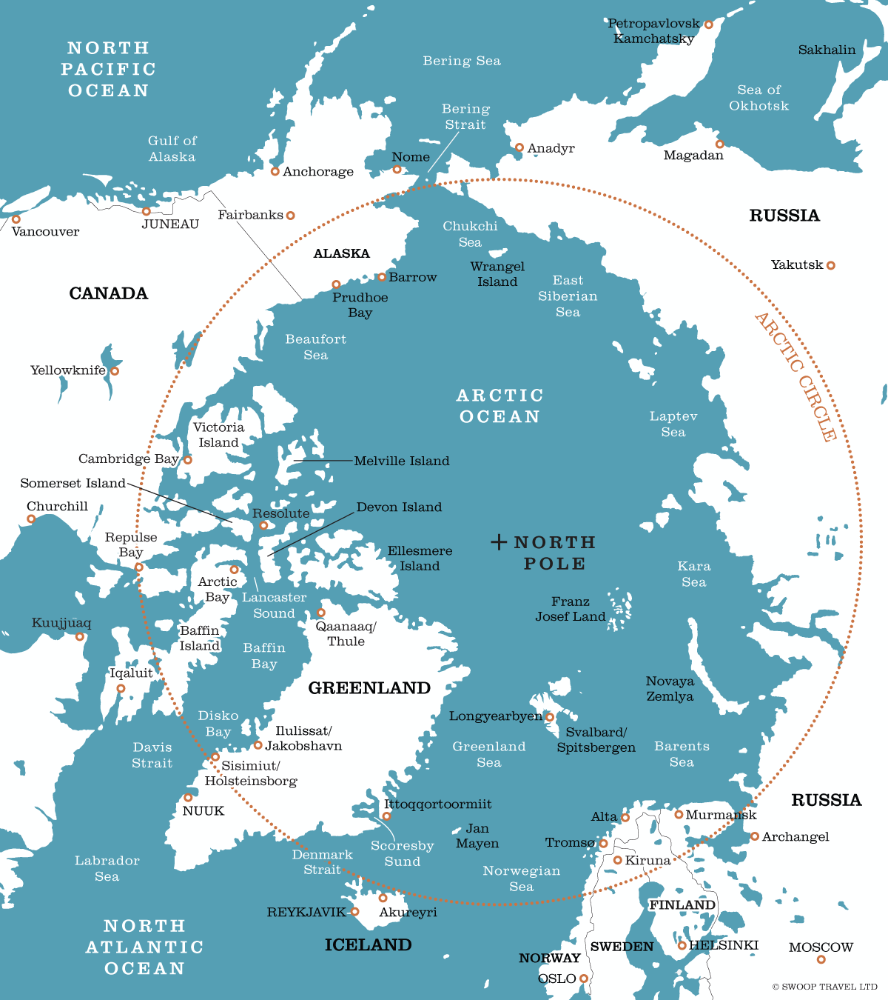 Petropavlovsk
Kamchatsky
NORTH
PACIFIC
OCEAN
Bering Sea
Sakhalin
Sea of
Okhotsk
Bering
Strait
Gulf of
Alaska
Anadyr
Nome
Magadan
Anchorage
RUSSIA
Fairbanks
JUNEAU
Vancouver
Chukchi
Sea
ALASKA
Wrangel
Island
Yakutsk
Barrow
East
Siberian
Sea
CANADA
Prudhoe
Bay
ARCTIC CIRCLE
Beaufort
Sea
Yellowknife
ARCTIC
OCEAN
Laptev
Sea
Victoria
Island
Cambridge Bay
Melville Island
Somerset Island
Churchill
Resolute
Devon Island
Repulse
Bay
NORTH
POLE
Ellesmere
Island
Kara
Sea
Arctic
Bay
Lancaster
Sound
Franz
Josef Land
Kuujjuaq
Qaanaaq/
Thule
Baffin
Island
Baffin
Bay
Iqaluit
GREENLAND
Novaya
Zemlya
Longyearbyen
Disko
Bay
Ilulissat/
Jakobshavn
Svalbard/
Spitsbergen
Davis
Strait
Greenland
Sea
Barents
Sea
Sisimiut/
Holsteinsborg
NUUK
Ittoqqortoormiit
RUSSIA
Alta
Murmansk
Jan
Mayen
Archangel
Tromsø
Scoresby
Sund
Denmark
Strait
Kiruna
Labrador
Sea
Norwegian
Sea
FINLAND
REYKJAVIK
Akureyri
NORTH
ATLANTIC
OCEAN
ICELAND
SWEDEN
HELSINKI
MOSCOW
NORWAY
OSLO
© SWOOP TRAVEL LTD